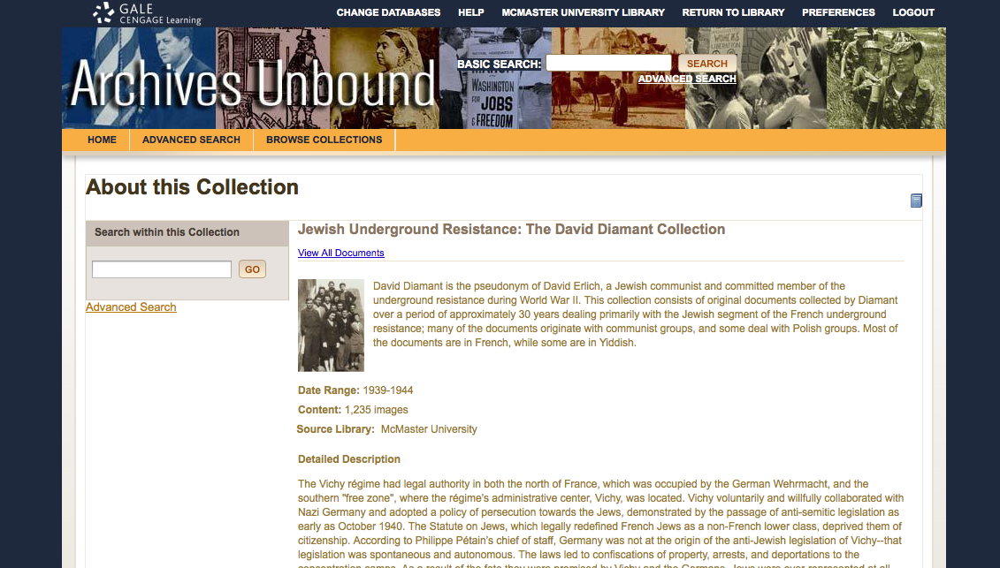 GALE
CENGAGE Learning
CHANGE DATABASES HELP MCMASTER UNIVERSITY LIBRARY RETURN TO LIBRARY PREFERENCES LOGOUT
Archives Unbound
BASIC SEARCH: SEARCH
ADVANCED SEARCH
WOMEN'S
LIBERATION
WASHINGTON
FOR JOBS
& FREEDOM
HOME ADVANCED SEARCH BROWSE COLLECTIONS
About this Collection
Search within this Collection
GO
Advanced Search
Jewish Underground Resistance: The David Diamant Collection
View All Documents
David Diamant is the pseudonym of David Erlich, a Jewish communist and committed member of the
underground resistance during World War II. This collection consists of original documents collected by Diamant
over a period of approximately 30 years dealing primarily with the Jewish segment of the French underground
resistance; many of the documents originate with communist groups, and some deal with Polish groups. Most of
the documents are in French, while some are in Yiddish.
Date Range: 1939-1944
Content: 1,235 images
Source Library: McMaster University
Detailed Description
The Vichy régime had legal authority in both the north of France, which was occupied by the German Wehrmacht, and the
southern "free zone", where the régime's administrative center, Vichy, was located. Vichy voluntarily and willfully collaborated with
Nazi Germany and adopted a policy of persecution towards the Jews, demonstrated by the passage of anti-semitic legislation as
early as October 1940. The Statute on Jews, which legally redefined French Jews as a non-French lower class, deprived them of
citizenship. According to Philippe Pétain's chief of staff, Germany was not at the origin of the anti-Jewish legislation of Vichy--that
legislation was spontaneous and autonomous. The laws led to confiscations of property, arrests, and deportations to the
concentration camps. As a result of the fate they were promised by Vichy and the Germans, Jews were over-represented at all